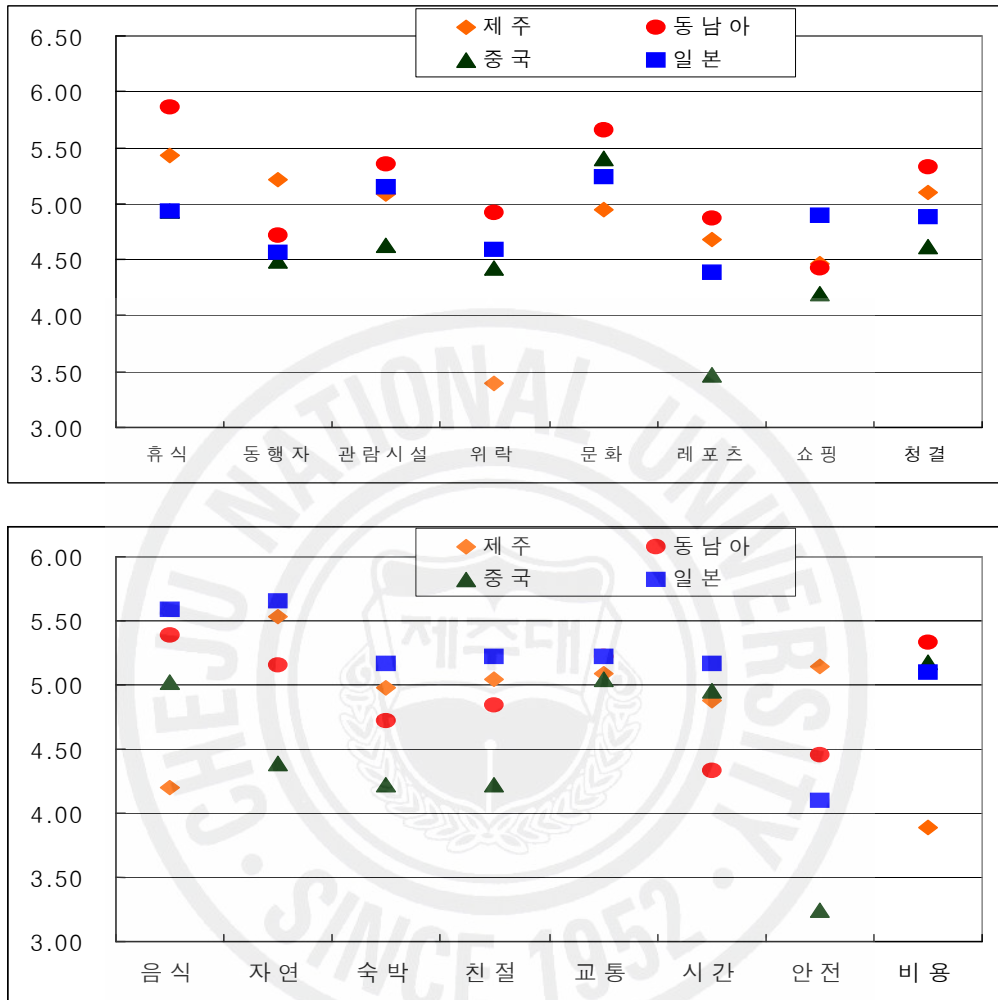 제주 동남아
중국 일본
6.50
6.00
5.50
5.00
4.50
4.00
3.50
3.00
휴식 동행자 관람시설 위락 문화 레포츠 쇼핑 청결
제주 동남아
중국 일본
6.00
5.50
5.00
4.50
4.00
3.50
3.00
음식 자연 숙박 친절 교통 시간 안전 비용
CHEJU NATIONAL UNIVERSITY
제주대
SINCE 1952